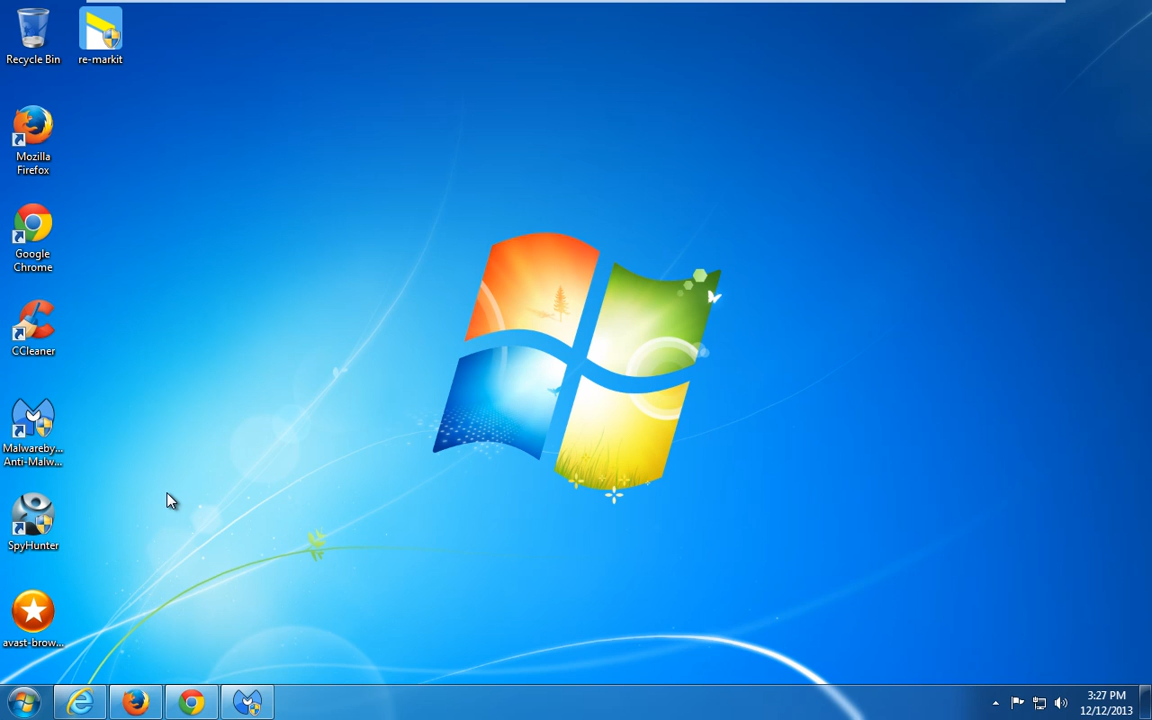 Recycle Bin
re-markit
Mozilla
Firefox
Google
Chrome
CCleaner
Malwareby...
Anti-Malw...
SpyHunter
avast-brow...
3:27 PM
12/12/2013